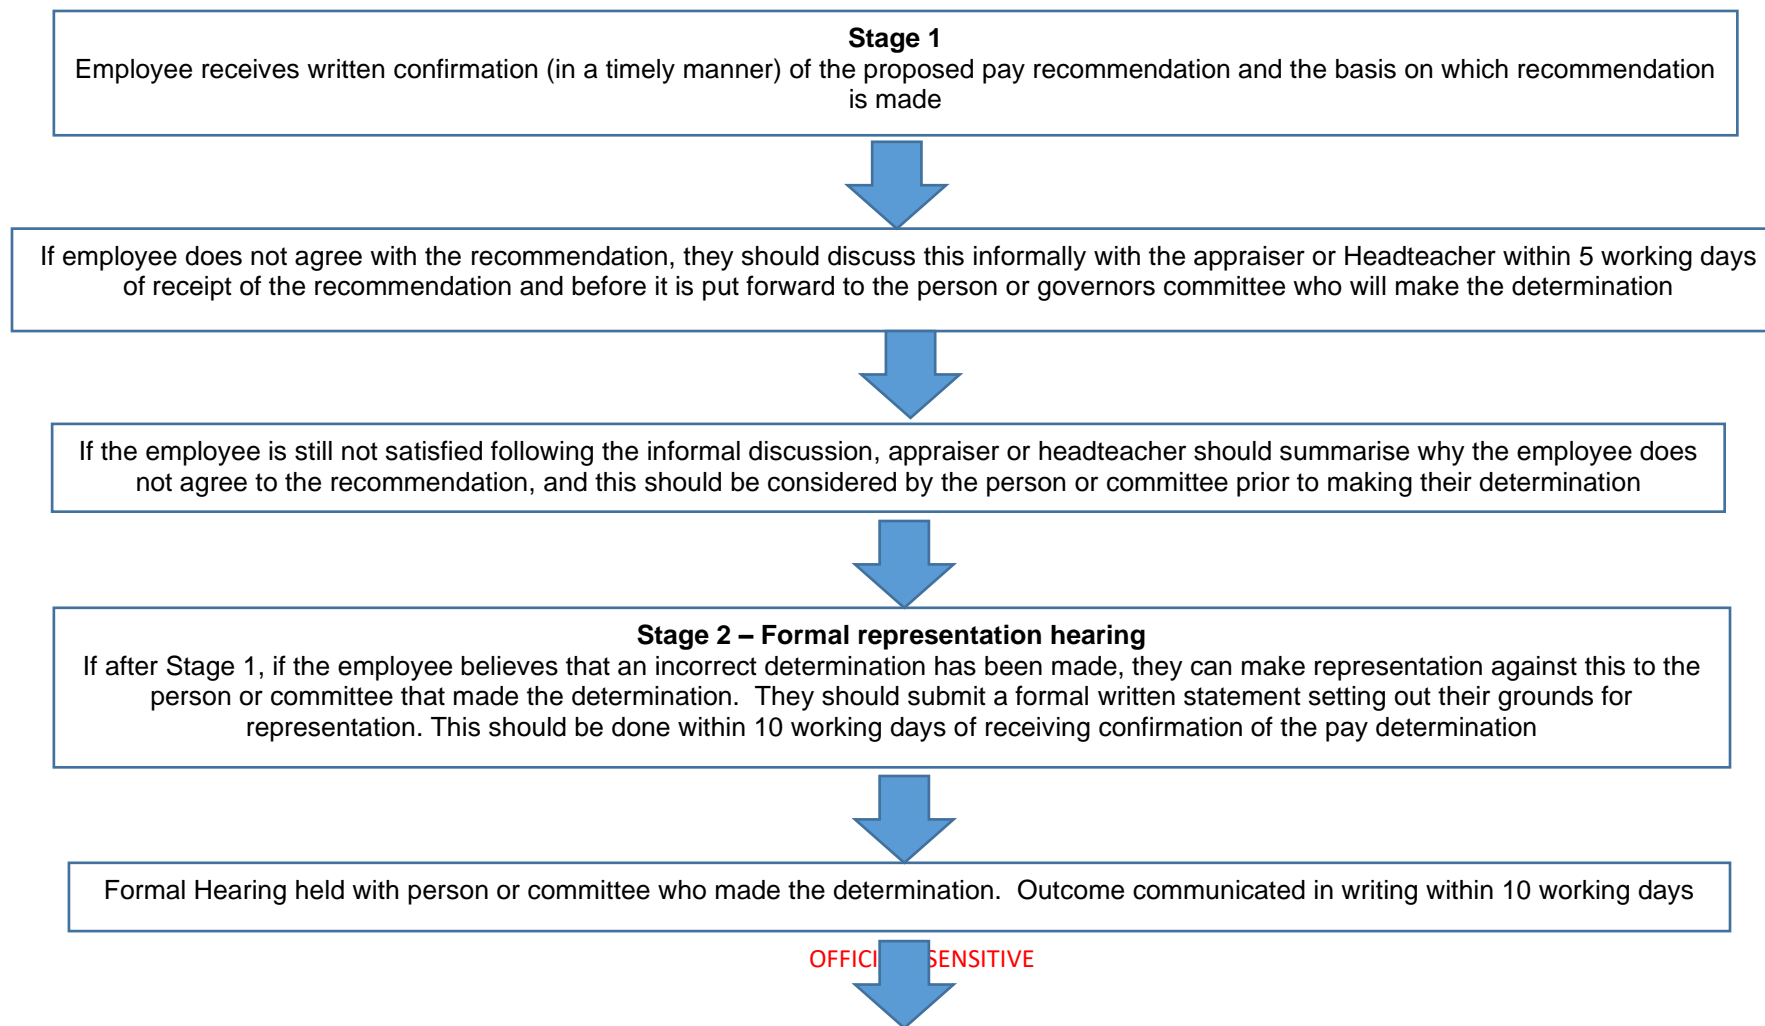 Stage 1
Employee receives written confirmation (in a timely manner) of the proposed pay recommendation and the basis on which recommendation
is made
If employee does not agree with the recommendation, they should discuss this informally with the appraiser or Headteacher within 5 working days
of receipt of the recommendation and before it is put forward to the person or governors committee who will make the determination
If the employee is still not satisfied following the informal discussion, appraiser or headteacher should summarise why the employee does
not agree to the recommendation, and this should be considered by the person or committee prior to making their determination
Stage 2 – Formal representation hearing
If after Stage 1, if the employee believes that an incorrect determination has been made, they can make representation against this to the
person or committee that made the determination.  They should submit a formal written statement setting out their grounds for
representation. This should be done within 10 working days of receiving confirmation of the pay determination
Formal Hearing held with person or committee who made the determination.  Outcome communicated in writing within 10 working days
SENSITIVE